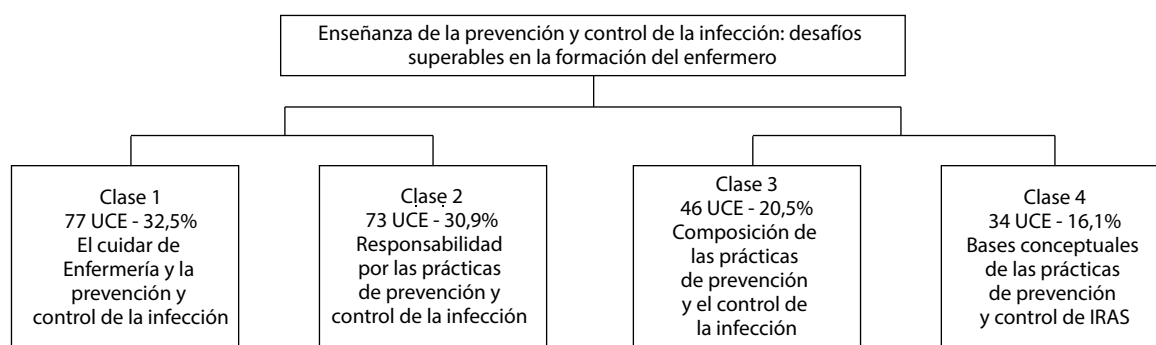 Enseñanza de la prevención y control de la infección: desafíos
superables en la formación del enfermero
Clase 1
77 UCE - 32,5%
El cuidar de
Enfermería y la
prevención y
control de la infección
Clase 2
73 UCE - 30,9%
Responsabilidad
por las prácticas
de prevención y
control de la infección
Clase 3
46 UCE - 20,5%
Composición de
las prácticas
de prevención
y el control de
la infección
Clase 4
34 UCE - 16,1%
Bases conceptuales
de las prácticas
de prevención
y control de IRAS